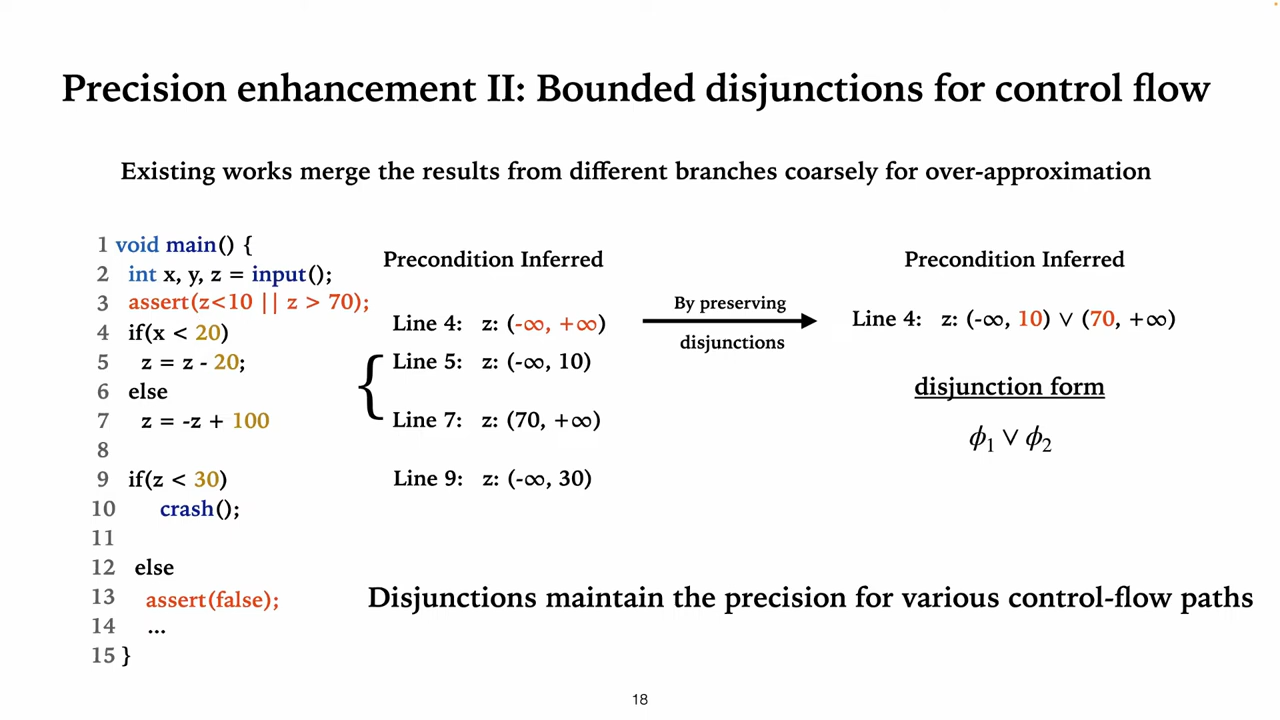 Precision enhancement II: Bounded disjunctions for control flow
Existing works merge the results from different branches coarsely for over-approximation
1 void main() {
2 int x, y, z = input();
3 assert(z<10 || z > 70);
4 if(x < 20)
5 z = z - 20;
6 else
7 z = -z + 100
8
9 if(z < 30)
10 crash();
11
12 else
13 assert(false);
14 ...
15 }
Precondition Inferred
Line 4: z: (-∞, +∞)
{
Line 5: z: (-∞, 10)
Line 7: z: (70, +∞)
Line 9: z: (-∞, 30)
By preserving
disjunctions
Precondition Inferred
Line 4: z: (-∞, 10) ∨ (70, +∞)
disjunction form
ϕ₁ ∨ ϕ₂
Disjunctions maintain the precision for various control-flow paths
18